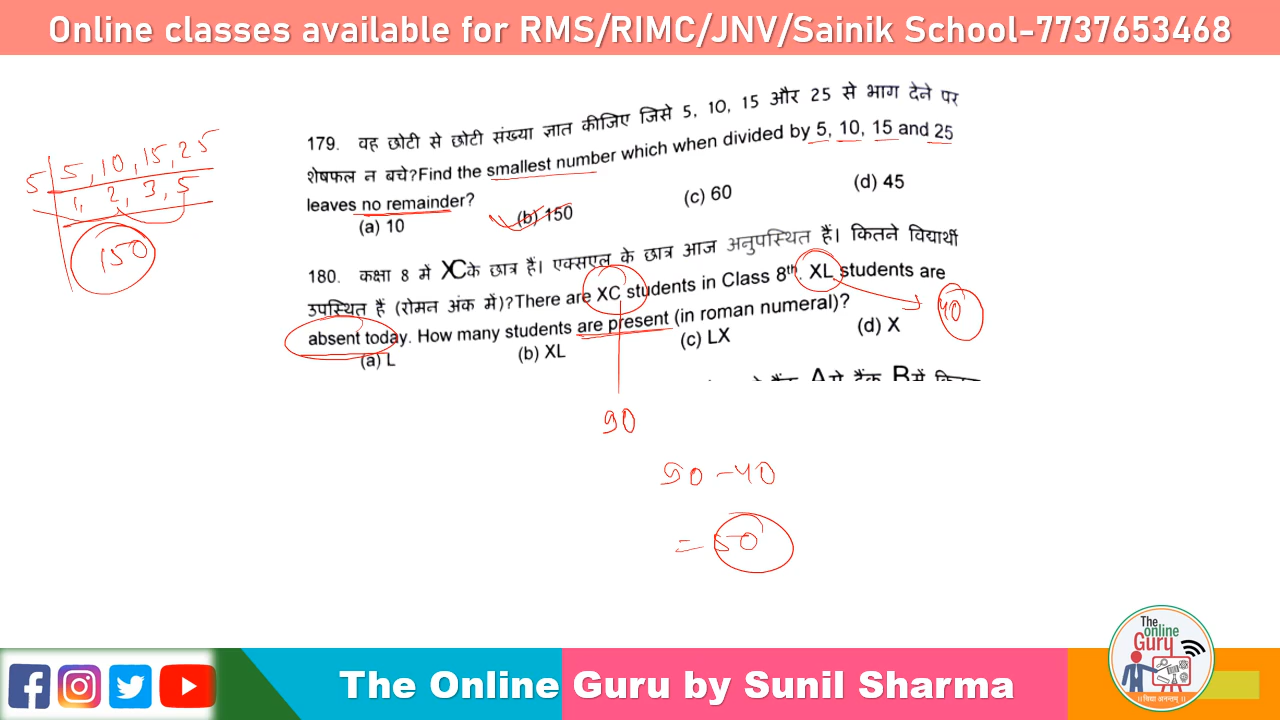 Online classes available for RMS/RIMC/JNV/Sainik School-7737653468
179. वह छोटी से छोटी संख्या ज्ञात कीजिए जिसे 5, 10, 15 और 25 से भाग देने पर
शेषफल न बचे?Find the smallest number which when divided by 5, 10, 15 and 25
leaves no remainder?
(a) 10 (b) 150 (c) 60 (d) 45
5 5, 10, 15, 25
1, 2, 3, 5
150
180. कक्षा 8 में XCके छात्र हैं। एक्सएल के छात्र आज अनुपस्थित हैं। कितने विद्यार्थी
उपस्थित हैं (रोमन अंक में)?There are XC students in Class 8th. XL students are
absent today. How many students are present (in roman numeral)?
(a) L (b) XL (c) LX (d) X
40
90
90 - 40
= 50
The online Guru
The Online Guru by Sunil Sharma